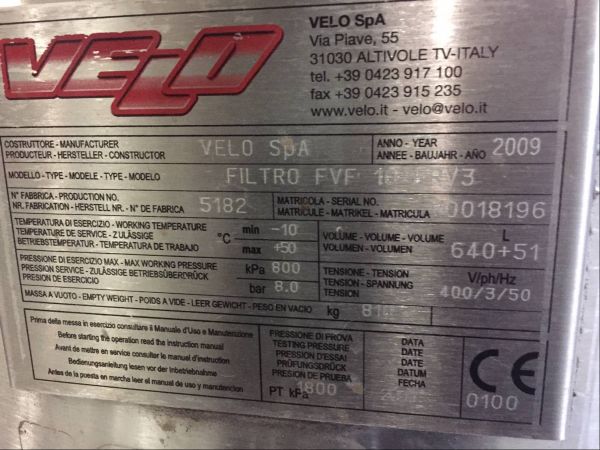 VELO
VELO SpA
Via Piave, 55
31030 ALTIVOLE TV-ITALY
tel. +39 0423 917 100
fax +39 0423 915 235
www.velo.it - velo@velo.it
COSTRUTTORE - MANUFACTURER
PRODUCTEUR - HERSTELLER - CONSTRUCTOR
VELO SpA
ANNO - YEAR
ANNEE - BAUJAHR - AÑO
2009
MODELLO - TYPE - MODELE - TYPE - MODELO
FILTRO FVF 10
N° FABBRICA - PRODUCTION NO.
NR. FABRICATION - HERSTELL NR. - N° DE FABRICA
5182
MATRICOLA - SERIAL NO.
MATRICULE - MATRIKEL - MATRICULA
0018196
TEMPERATURA DI ESERCIZIO - WORKING TEMPERATURE
TEMPERATURE DE SERVICE - ZULÄSSIGE
BETRIEBSTEMPERATUR - TEMPERATURA DE TRABAJO
°C
min -10
max +50
VOLUME - VOLUME - VOLUME
VOLUMEN - VOLUMEN
L
640+51
PRESSIONE DI ESERCIZIO MAX - MAX WORKING PRESSURE
PRESSION SERVICE - ZULÄSSIGE BETRIEBSÜBERDRÜCK
PRESION DE ESERCICIO
kPa 800
bar 8.0
TENSIONE - TENSION
TENSION - SPANNUNG
TENSION
V/ph/Hz
400/3/50
MASSA A VUOTO - EMPTY WEIGHT - POIDS A VIDE - LEER GEWICHT - PESO EN VACIO
kg
Prima della messa in esercizo consultare il Manuale d'Uso e Manutenzione
Before starting the operation read the instruction manual
Avant de mettre en service consulter le manuel d'instruction
Bedienungsanleitung lesen vor der Inbetriebnahme
Antes de la puesta en marcha leer el manual de uso y manutencion
PRESSIONE DI PROVA
TESTING PRESSURE
PRESSION D'ESSAI
PRÜFUNGSDRÜCK
PRESION DE PRUEBA
PT kPa
1800
DATA
DATE
DATE
DATUM
FECHA
CE
0100